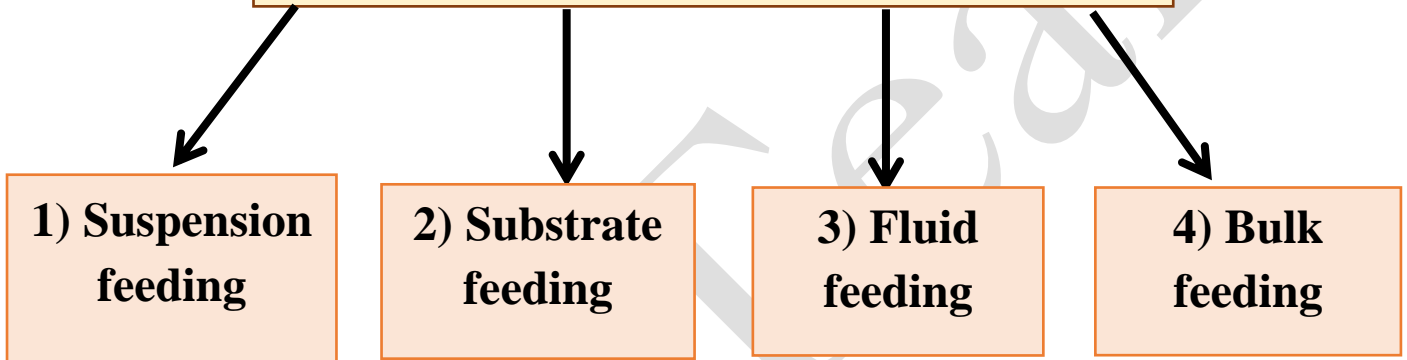 1) Suspension
feeding
2) Substrate
feeding
3) Fluid
feeding
4) Bulk
feeding